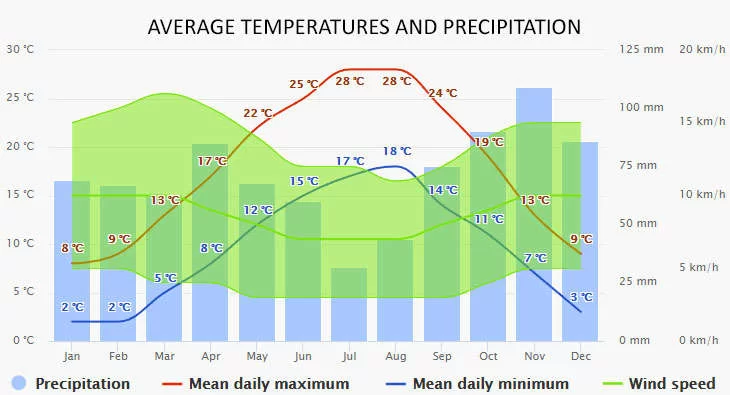 AVERAGE TEMPERATURES AND PRECIPITATION
30 °C 125 mm 20 km/h
28 °C 28 °C
25 °C 25 °C 24 °C 100 mm
22 °C
20 °C 19 °C 15 km/h
17 °C 17 °C 18 °C 75 mm
15 °C 13 °C 15 °C 14 °C 13 °C 10 km/h
12 °C 11 °C 50 mm
10 °C 8 °C 9 °C 8 °C 7 °C 9 °C
5 °C 5 °C 25 mm 5 km/h
2 °C 2 °C 3 °C
0 °C 0 mm 0 km/h
Jan Feb Mar Apr May Jun Jul Aug Sep Oct Nov Dec
Precipitation Mean daily maximum Mean daily minimum Wind speed